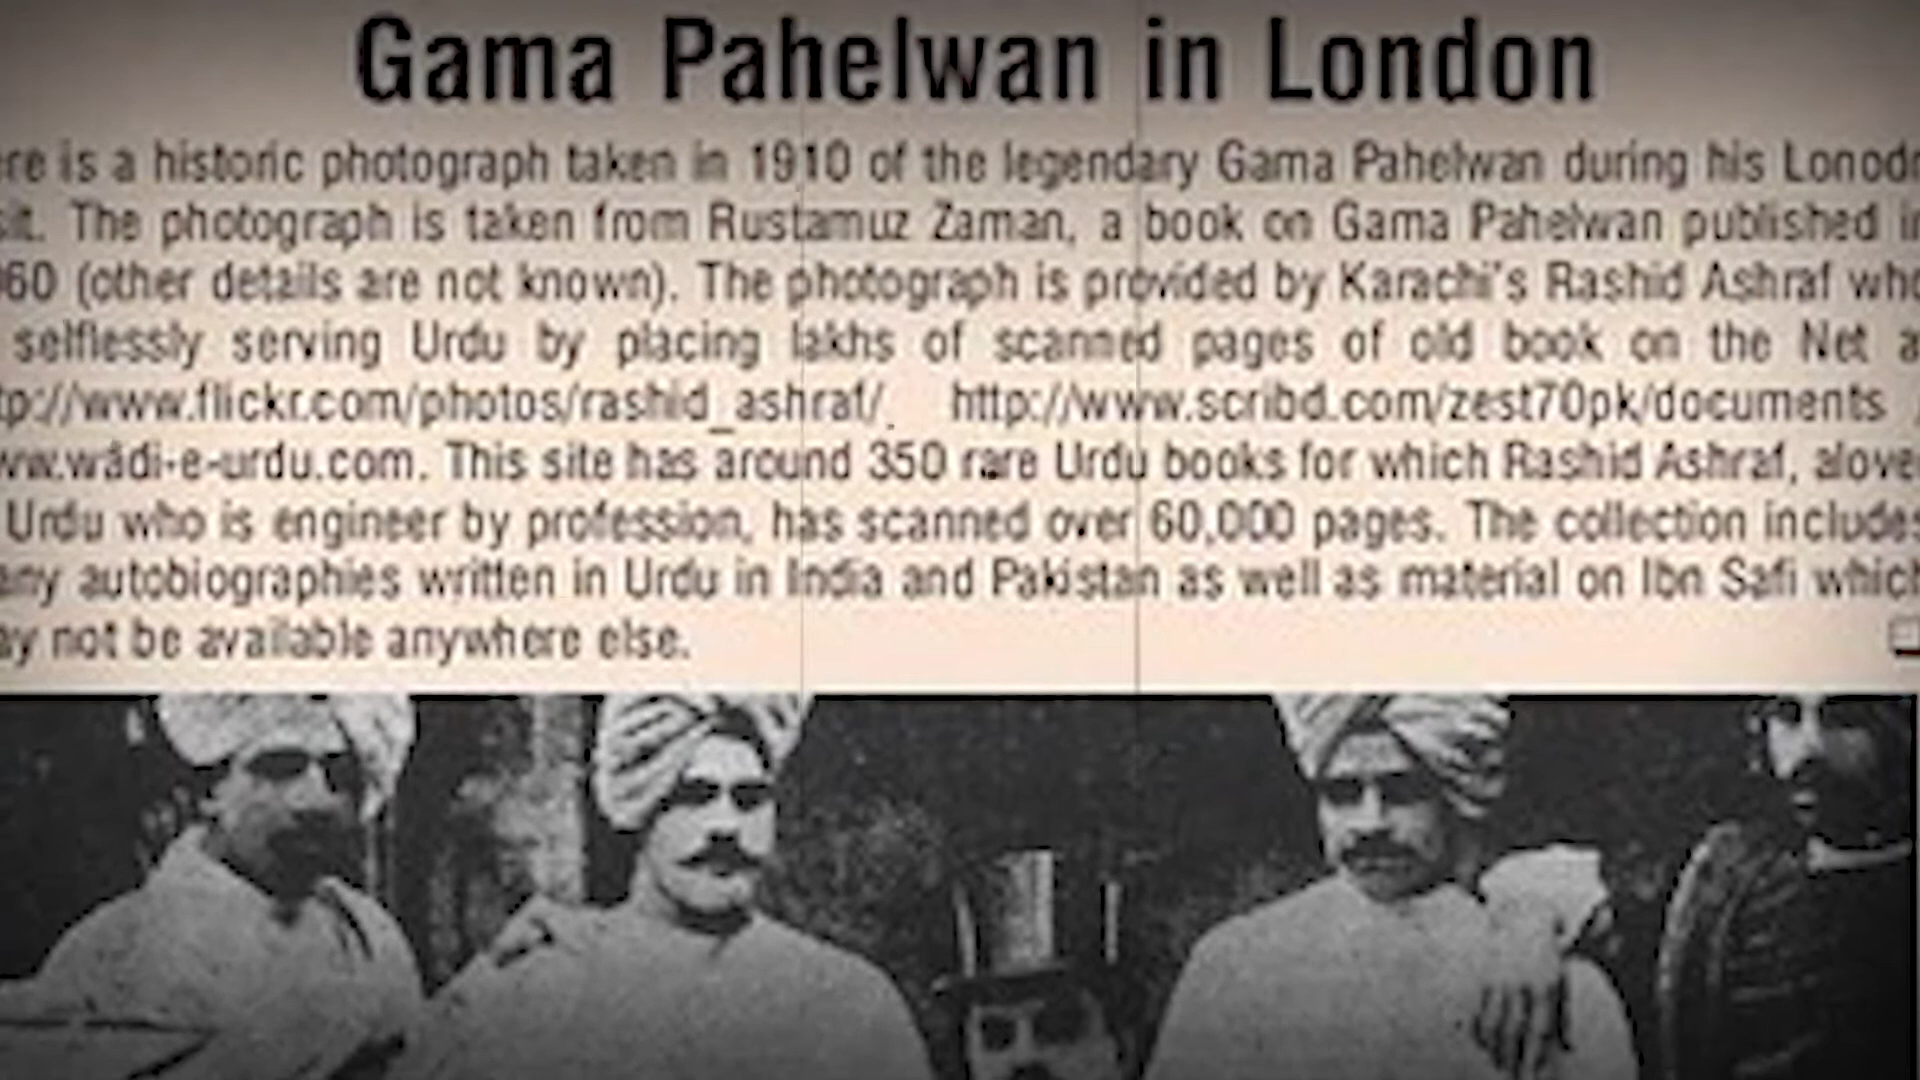 Gama Pahelwan in London
ere is a historic photograph taken in 1910 of the legendary Gama Pahelwan during his Lonodn
sit. The photograph is taken from Rustamuz Zaman, a book on Gama Pahelwan published in
960 (other details are not known). The photograph is provided by Karachi's Rashid Ashraf who
selflessly serving Urdu by placing lakhs of scanned pages of old book on the Net a
tp://www.flickr.com/photos/rashid_ashraf/ http://www.scribd.com/zest70pk/documents
ww.wadi-e-urdu.com. This site has around 350 rare Urdu books for which Rashid Ashraf, alover
Urdu who is engineer by profession, has scanned over 60,000 pages. The collection includes
any autobiographies written in Urdu in India and Pakistan as well as material on Ibn Safi which
ay not be available anywhere else.